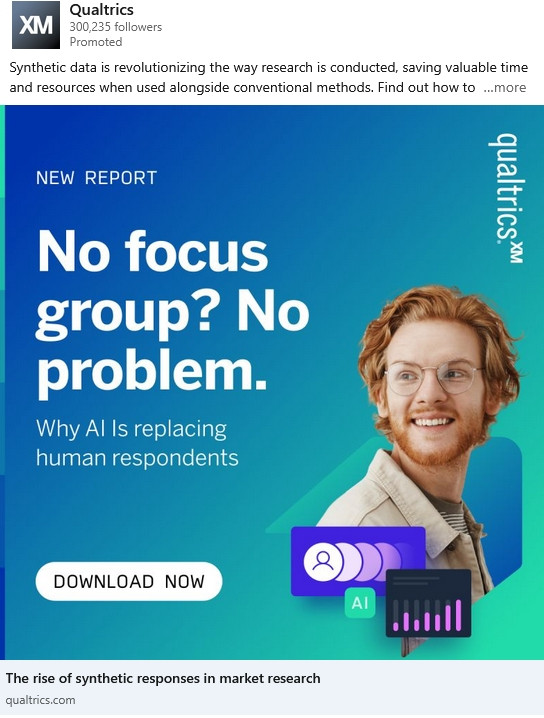 XM
Qualtrics
300,235 followers
Promoted
Synthetic data is revolutionizing the way research is conducted, saving valuable time
and resources when used alongside conventional methods. Find out how to ...more
qualtrics.XM
NEW REPORT
No focus
group? No
problem.
Why AI Is replacing
human respondents
DOWNLOAD NOW
AI
The rise of synthetic responses in market research
qualtrics.com